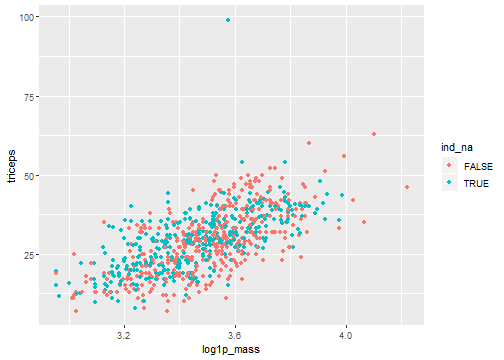 100
75
50
25
triceps
3.2
3.6
4.0
log1p_mass
ind_na
FALSE
TRUE